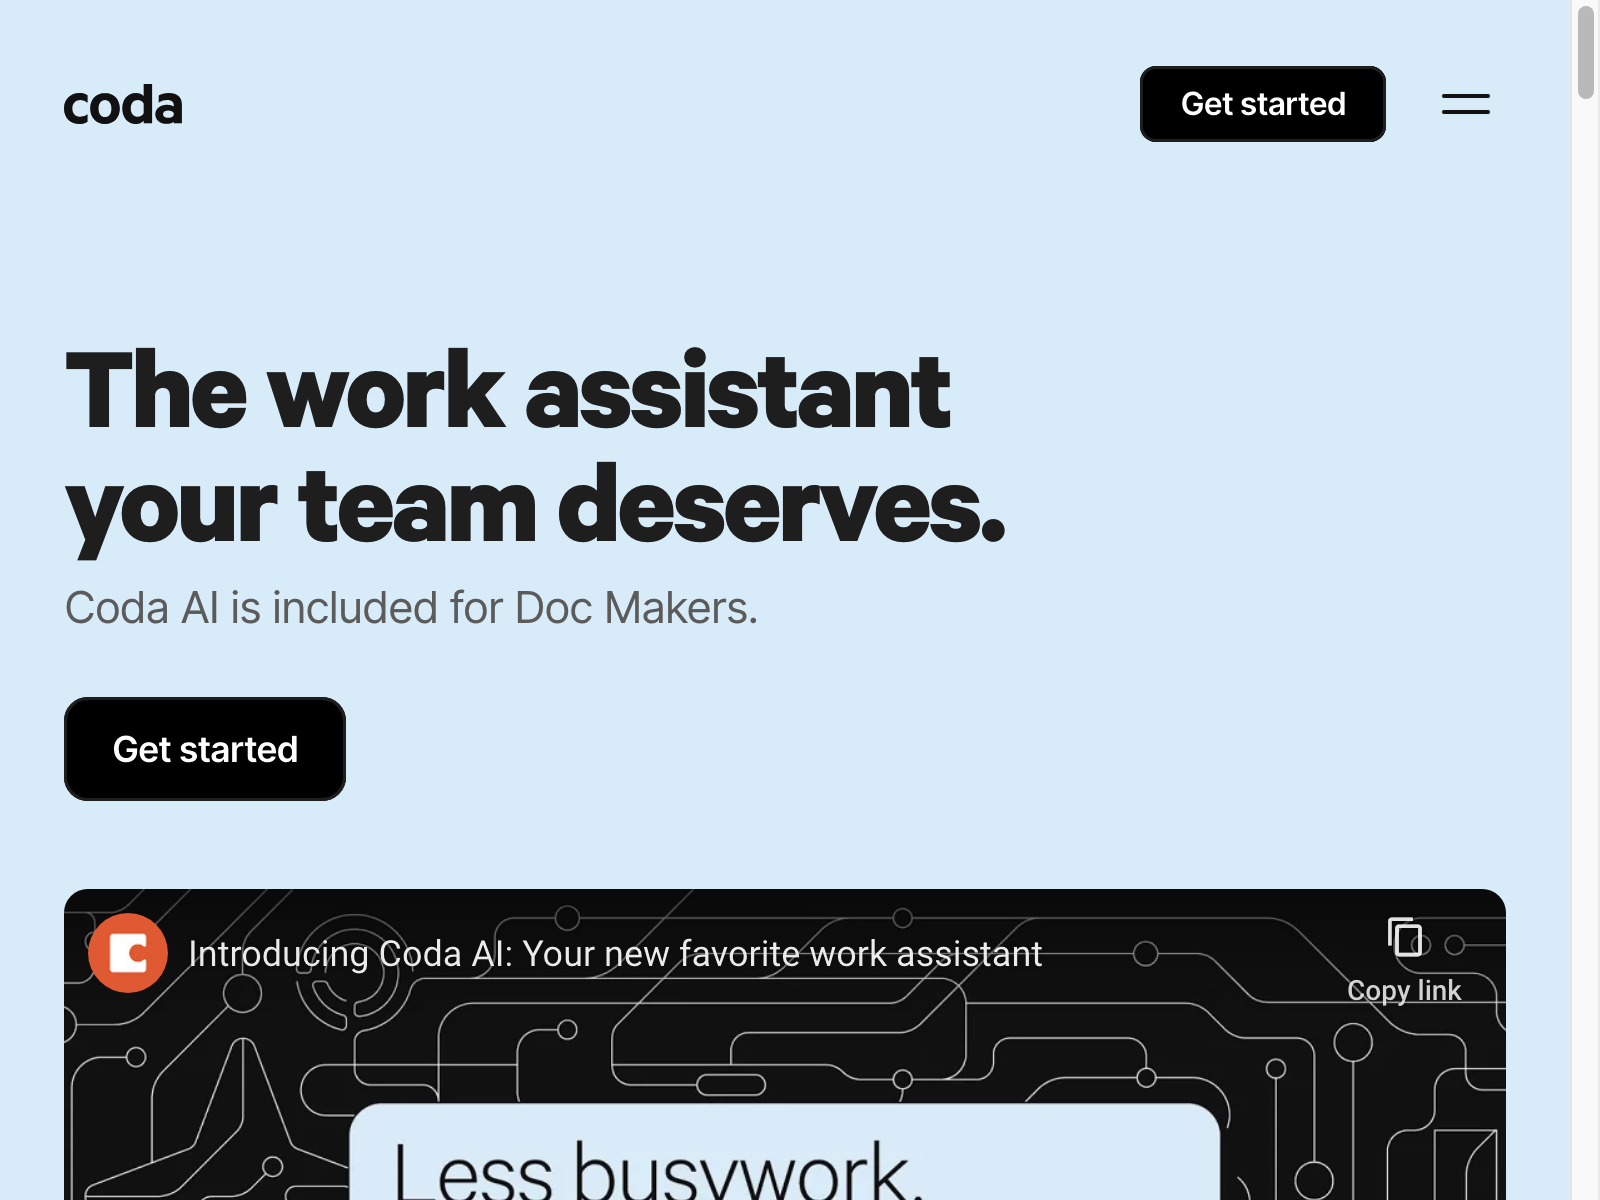 coda
Get started
The work assistant
your team deserves.
Coda AI is included for Doc Makers.
Get started
Introducing Coda AI: Your new favorite work assistant
Copy link
Less busywork.